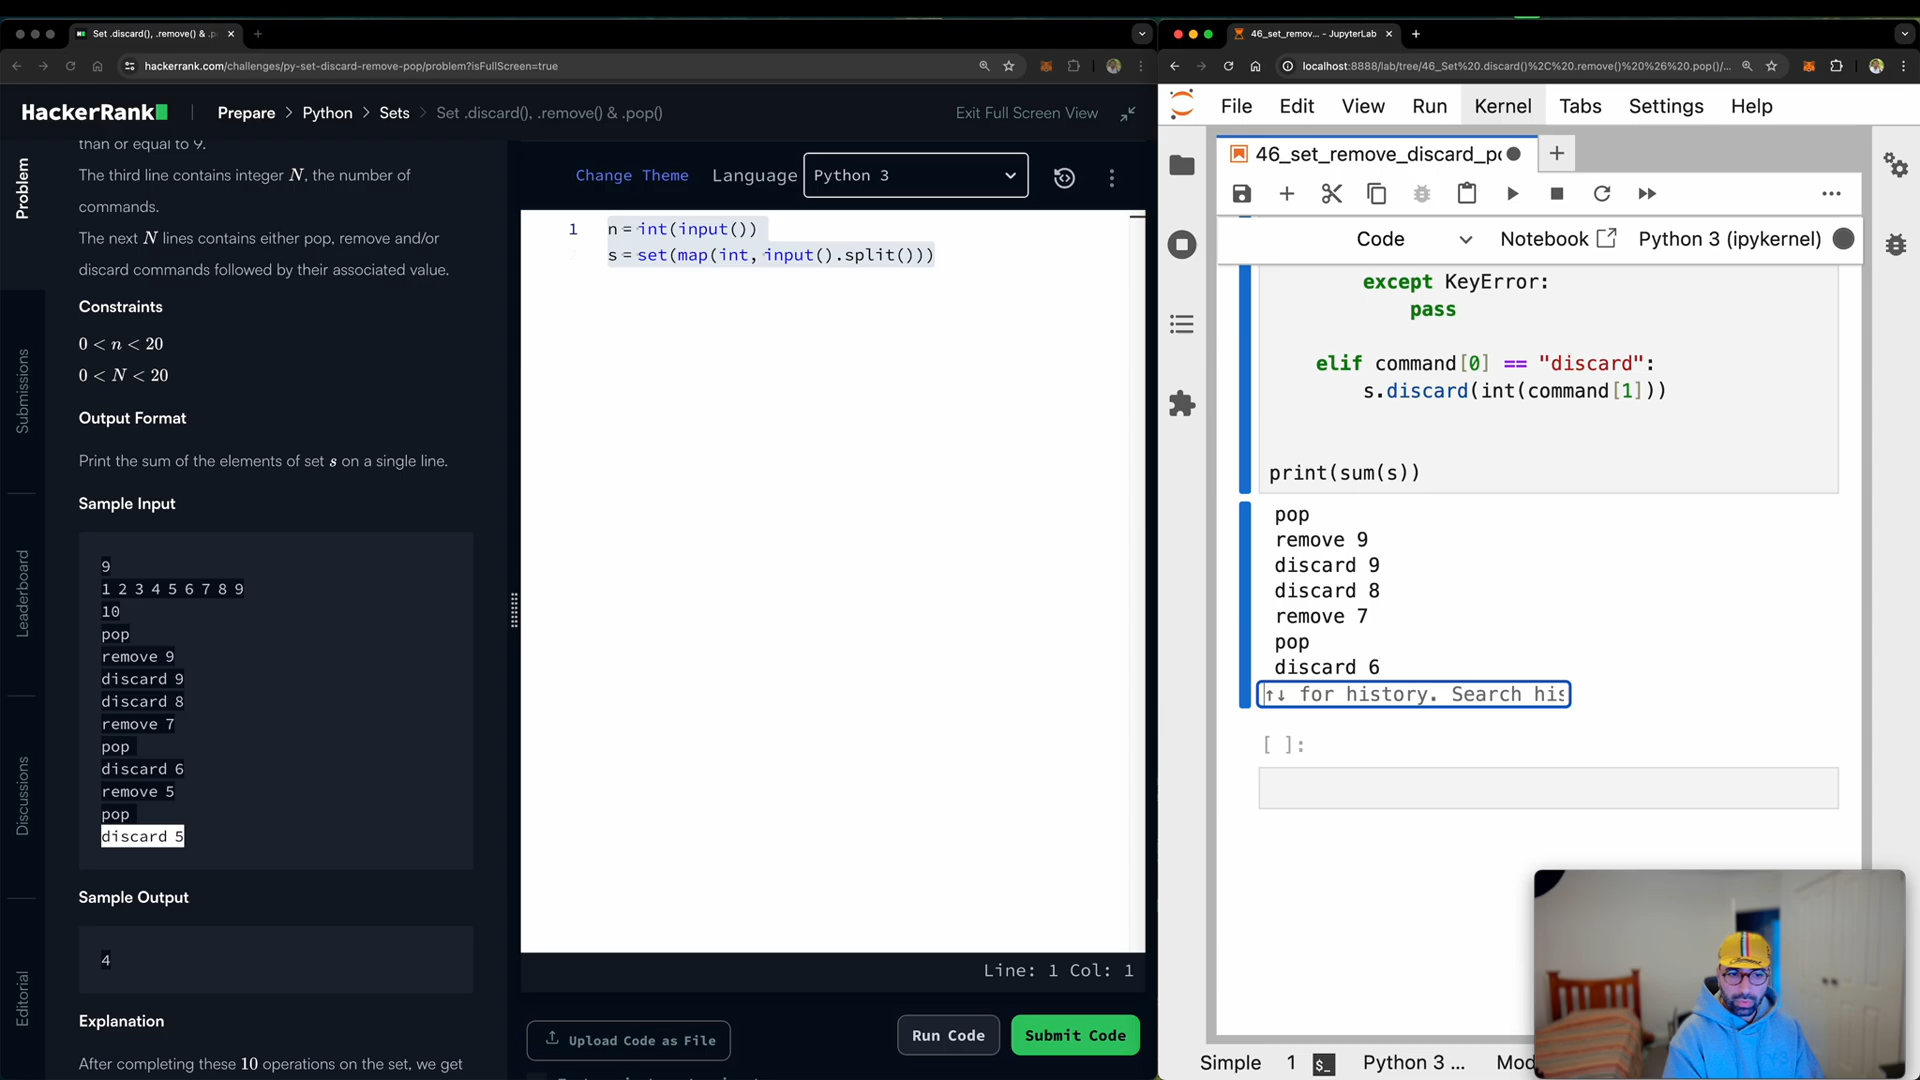 Set .discard(), .remove() & .p
hackerrank.com/challenges/py-set-discard-remove-pop/problem?isFullScreen=true
HackerRank
Prepare > Python > Sets > Set .discard(), .remove() & .pop()
Exit Full Screen View
Problem
Submissions
Leaderboard
Discussions
Editorial
than or equal to 9.
The third line contains integer N, the number of
commands.
The next N lines contains either pop, remove and/or
discard commands followed by their associated value.
Constraints
0 < n < 20
0 < N < 20
Output Format
Print the sum of the elements of set s on a single line.
Sample Input
9
1 2 3 4 5 6 7 8 9
10
pop
remove 9
discard 9
discard 8
remove 7
pop
discard 6
remove 5
pop
discard 5
Sample Output
4
Explanation
After completing these 10 operations on the set, we get
Change Theme
Language
Python 3
1
n = int(input())
s = set(map(int, input().split()))
Line: 1 Col: 1
Upload Code as File
Run Code
Submit Code
46_set_remov... - JupyterLab
localhost:8888/lab/tree/46_Set%20.discard()%2C%20.remove()%20%26%20.pop()/...
File Edit View Run Kernel Tabs Settings Help
46_set_remove_discard_po
Code
Notebook
Python 3 (ipykernel)
except KeyError:
pass
elif command[0] == "discard":
s.discard(int(command[1]))
print(sum(s))
pop
remove 9
discard 9
discard 8
remove 7
pop
discard 6
↑↓ for history. Search his
[ ]:
Simple 1 $_ Python 3 ... Mod